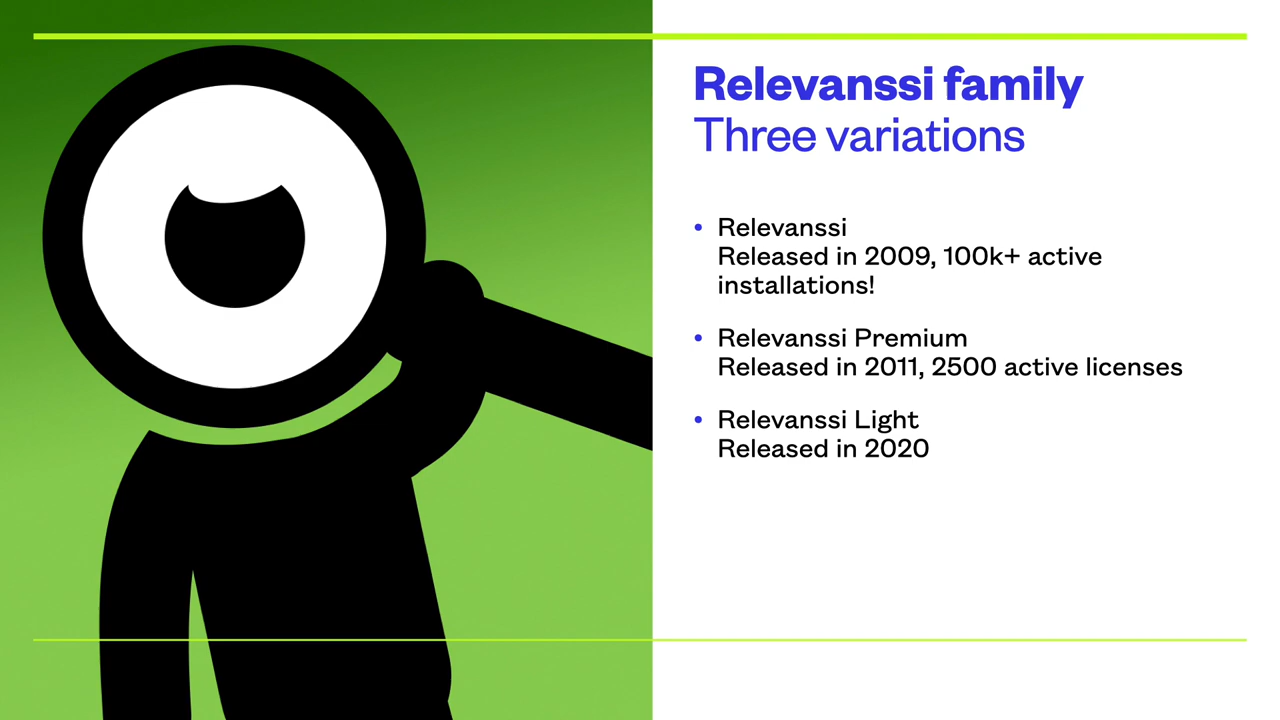 Relevanssi family
Three variations
• Relevanssi
Released in 2009, 100k+ active
installations!
• Relevanssi Premium
Released in 2011, 2500 active licenses
• Relevanssi Light
Released in 2020